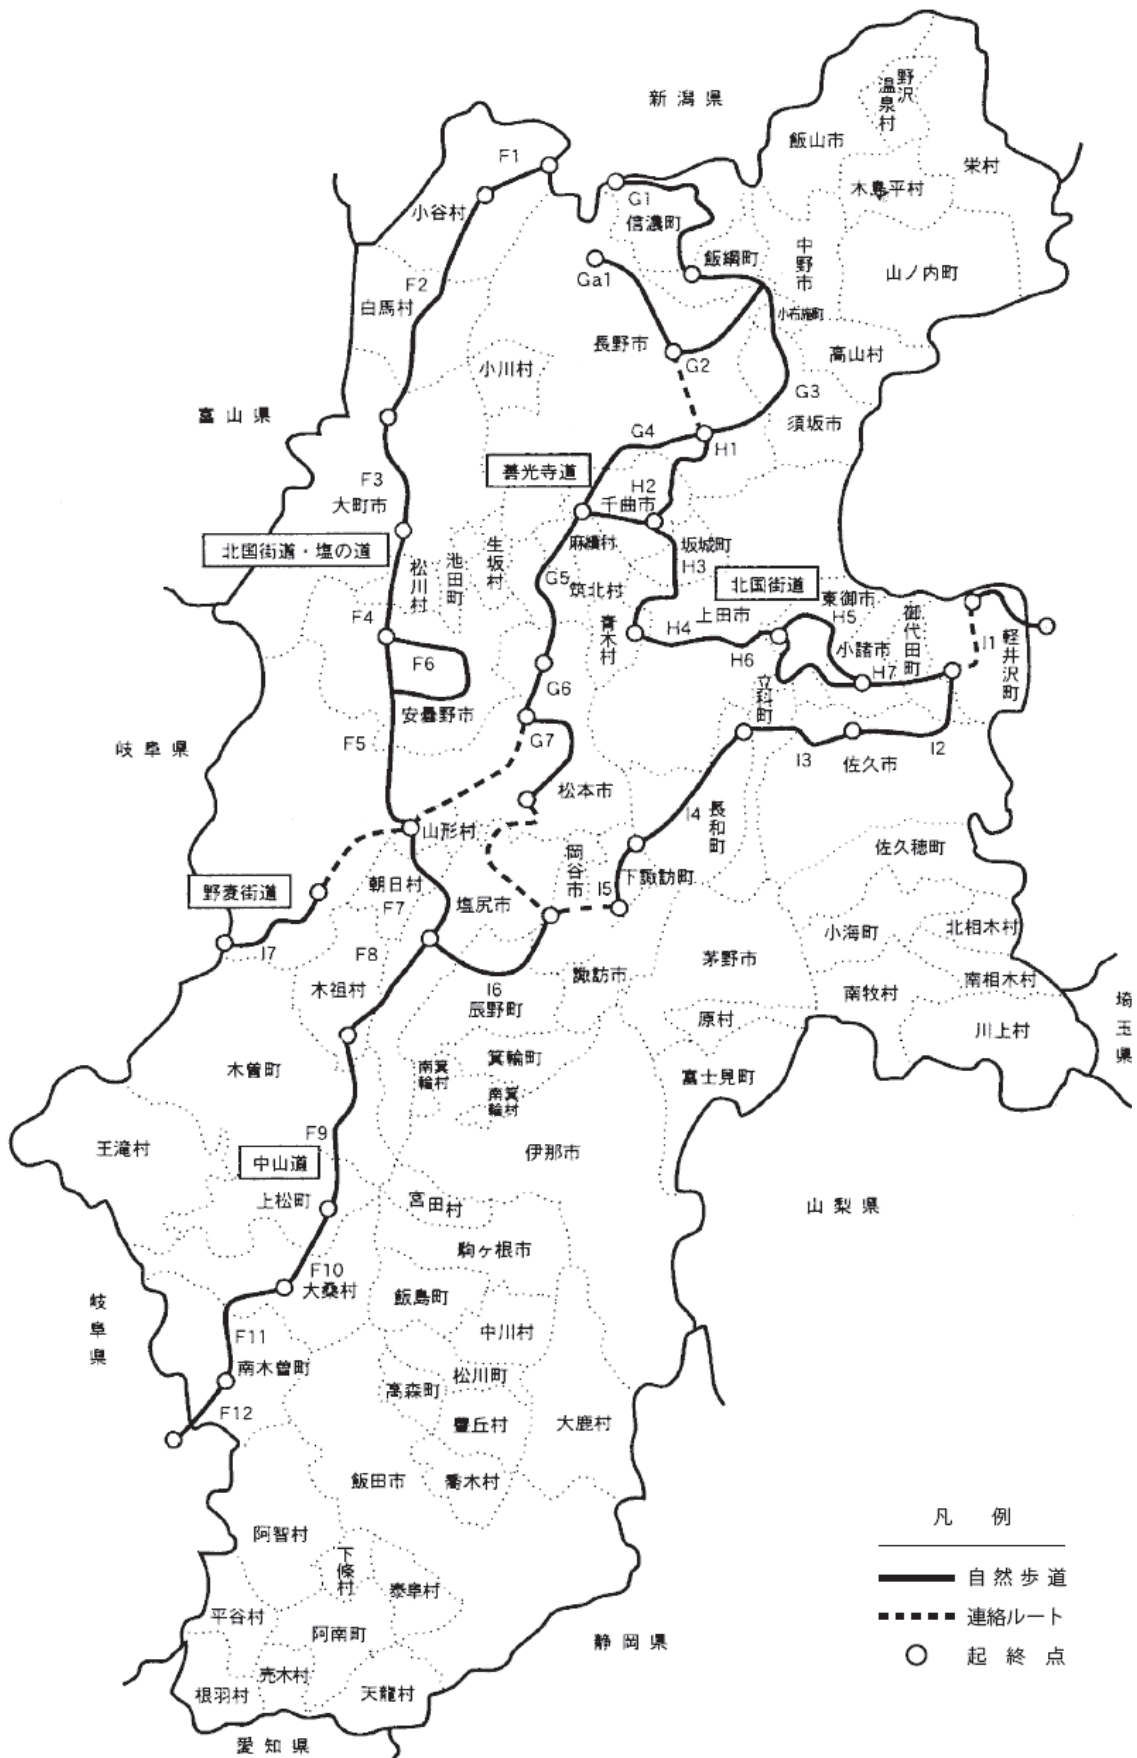 新潟県
野沢
温泉村
飯山市
栄村
木島平村
F1
小谷村
G1
信濃町
飯綱町
中野市
山ノ内町
Ga1
F2
白馬村
小布施町
長野市
高山村
小川村
G2
G3
須坂市
富山県
G4
H1
善光寺道
F3
大町市
H2
千曲市
北国街道・塩の道
松川村
池田町
生坂村
麻績村
坂城町
H3
G5
筑北村
北国街道
東御市
青木村
上田市
H4
H5
御代田町
I1
軽井沢町
F4
小諸市
H6
H7
F6
G6
立科町
安曇野市
岐阜県
F5
G7
I3
佐久市
I2
松本市
I4
長和町
山形村
岡谷市
佐久穂町
野麦街道
朝日村
F7
塩尻市
I5
下諏訪町
小海町
北相木村
I7
F8
茅野市
諏訪市
南相木村
木祖村
I6
辰野町
南牧村
埼玉県
原村
川上村
木曽町
南箕輪村
箕輪町
富士見町
南箕輪村
F9
王滝村
中山道
伊那市
上松町
宮田村
山梨県
駒ヶ根市
F10
大桑村
飯島町
岐阜県
F11
中川村
南木曽町
松川町
高森町
F12
豊丘村
大鹿村
飯田市
喬木村
凡例
阿智村
下條村
自然歩道
泰阜村
平谷村
連絡ルート
阿南町
静岡県
起終点
売木村
根羽村
天龍村
愛知県